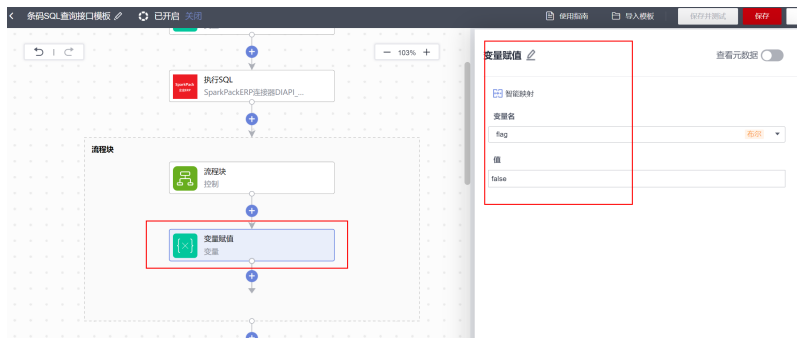 条码SQL查询接口模板
已开启 关闭
使用指南
导入模板
保存并测试
保存
103%
执行SQL
SparkPackERP连接器DIAPI_...
流程块
流程块
控制
变量赋值
变量
变量赋值
查看元数据
智能映射
变量名
flag
布尔
值
false